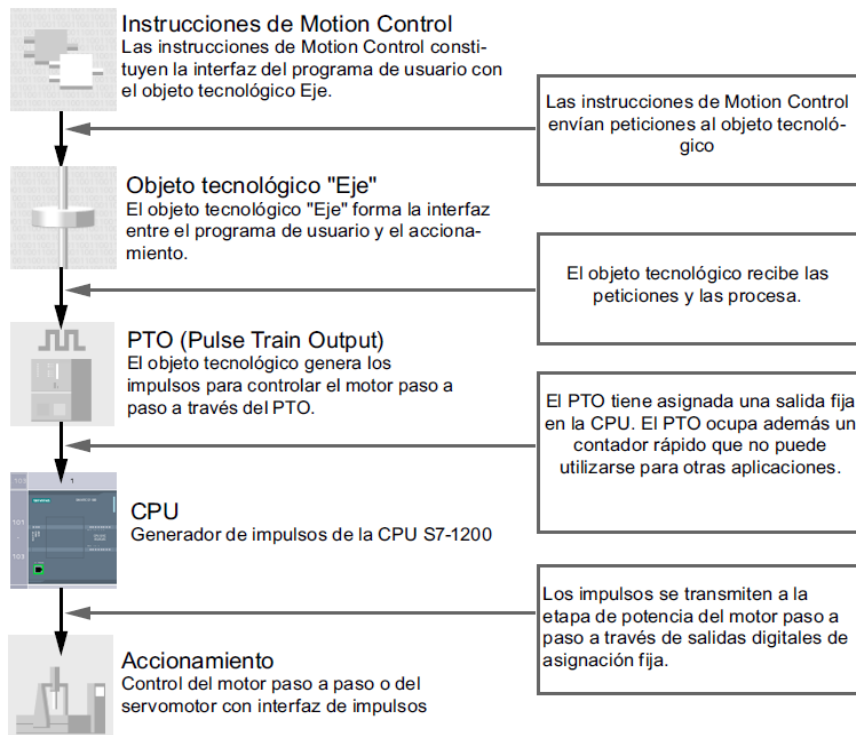 Instrucciones de Motion Control
Las instrucciones de Motion Control consti-
tuyen la interfaz del programa de usuario con
el objeto tecnológico Eje.
Las instrucciones de Motion Control
envían peticiones al objeto tecnoló-
gico
Objeto tecnológico "Eje"
El objeto tecnológico "Eje" forma la interfaz
entre el programa de usuario y el acciona-
miento.
El objeto tecnológico recibe las
peticiones y las procesa.
PTO (Pulse Train Output)
El objeto tecnológico genera los
impulsos para controlar el motor paso a
paso a través del PTO.
El PTO tiene asignada una salida fija
en la CPU. El PTO ocupa además un
contador rápido que no puede
utilizarse para otras aplicaciones.
103
1
101
103
CPU
Generador de impulsos de la CPU S7-1200
Los impulsos se transmiten a la
etapa de potencia del motor paso a
paso a través de salidas digitales de
asignación fija.
Accionamiento
Control del motor paso a paso o del
servomotor con interfaz de impulsos